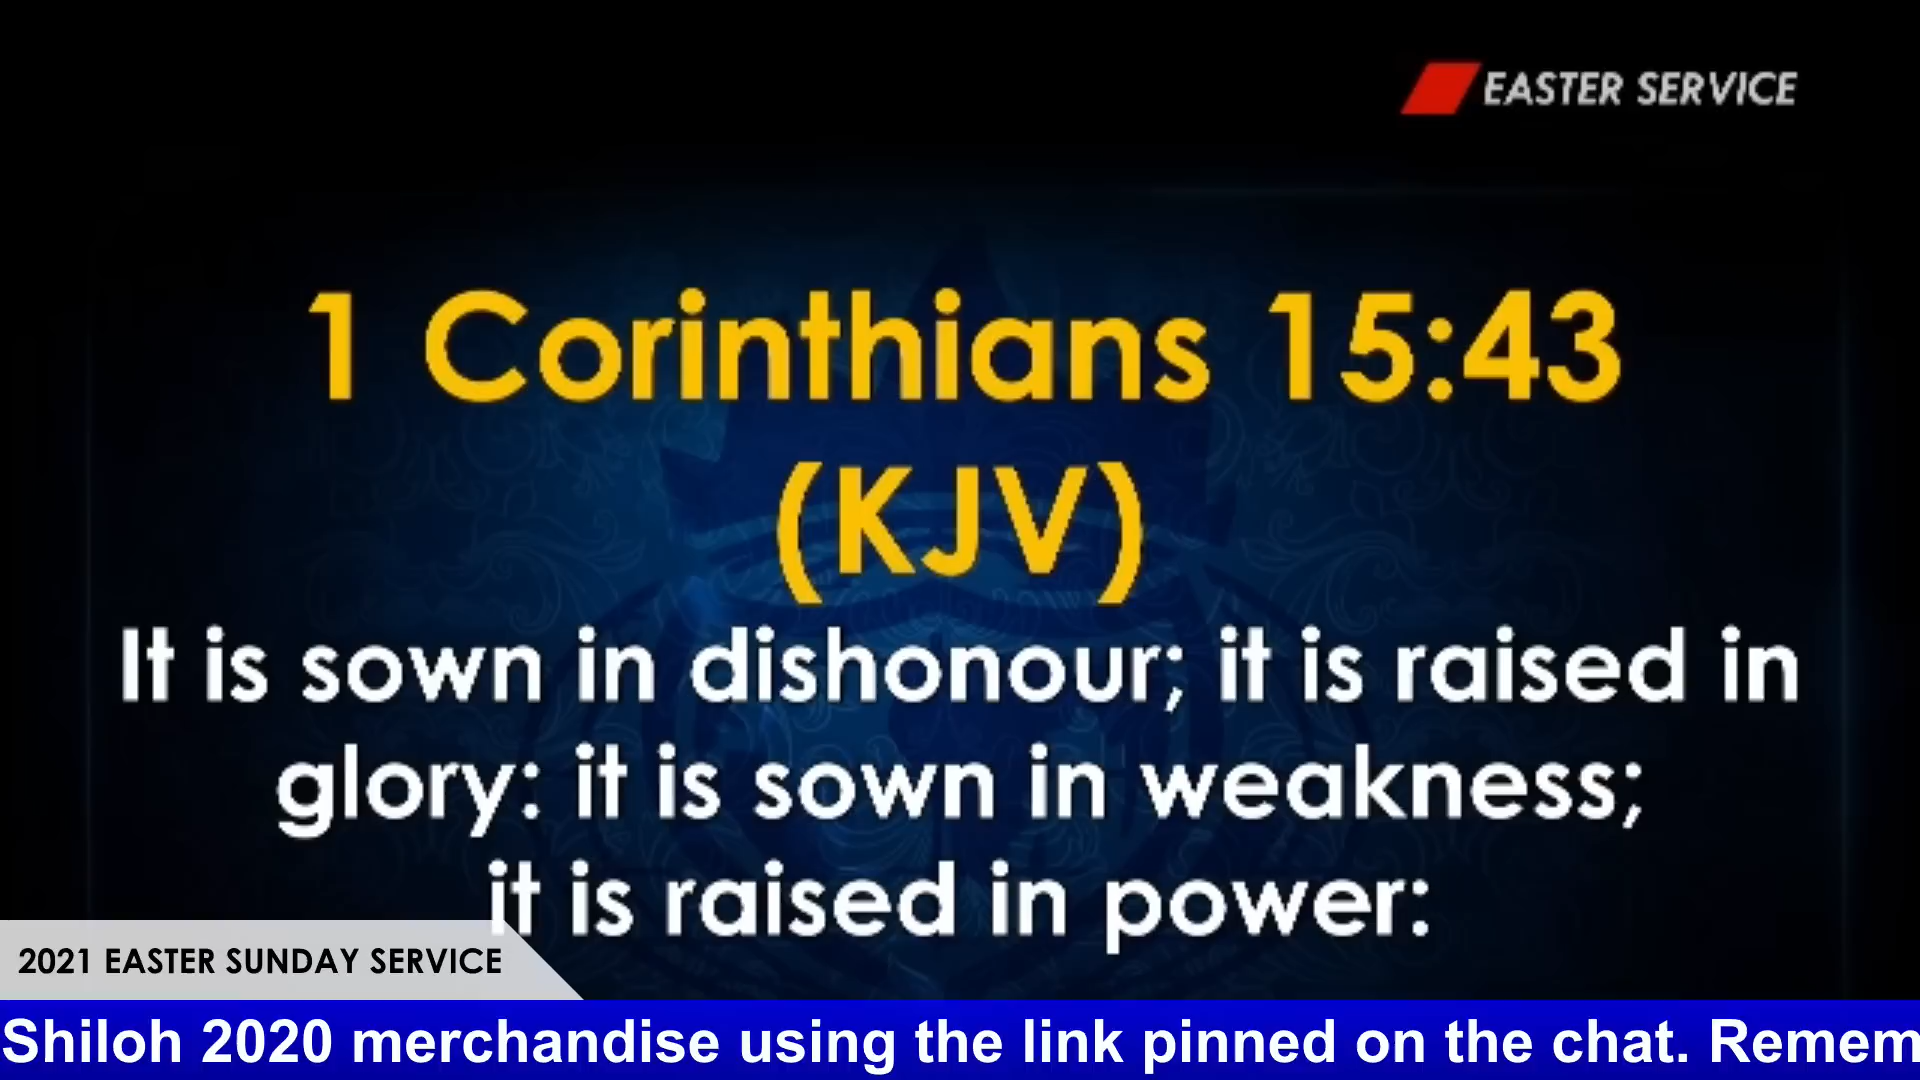 EASTER SERVICE
1 Corinthians 15:43
(KJV)
It is sown in dishonour; it is raised in
glory: it is sown in weakness;
it is raised in power:
2021 EASTER SUNDAY SERVICE
Shiloh 2020 merchandise using the link pinned on the chat. Remem